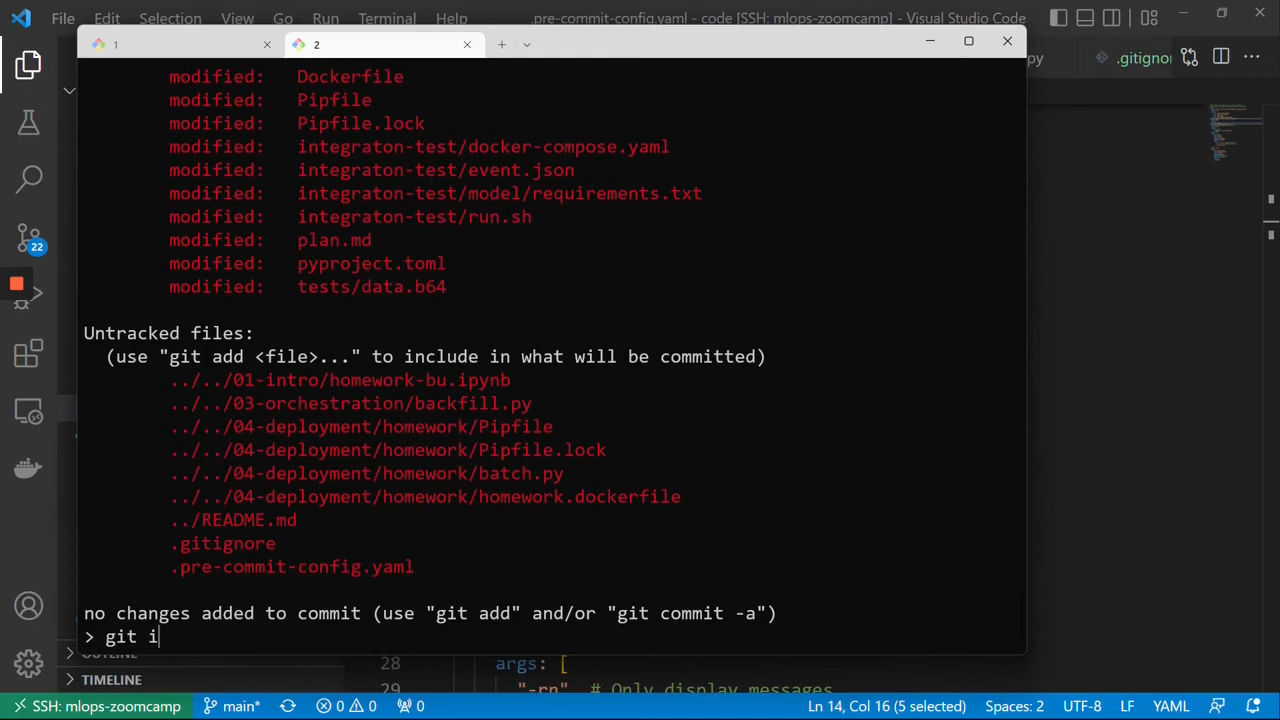 File Edit Selection View Go Run Terminal Help .pre-commit-config.yaml - code [SSH: mlops-zoomcamp] - Visual Studio Code
1 2
py .gitignor
modified: Dockerfile
modified: Pipfile
modified: Pipfile.lock
modified: integraton-test/docker-compose.yaml
modified: integraton-test/event.json
modified: integraton-test/model/requirements.txt
modified: integraton-test/run.sh
modified: plan.md
modified: pyproject.toml
modified: tests/data.b64
22
Untracked files:
(use "git add <file>..." to include in what will be committed)
../../01-intro/homework-bu.ipynb
../../03-orchestration/backfill.py
../../04-deployment/homework/Pipfile
../../04-deployment/homework/Pipfile.lock
../../04-deployment/homework/batch.py
../../04-deployment/homework/homework.dockerfile
../README.md
.gitignore
.pre-commit-config.yaml
no changes added to commit (use "git add" and/or "git commit -a")
> git i
OUTLINE
TIMELINE
28 args: [
29 "-rn" # Only display messages
SSH: mlops-zoomcamp main* 0 0 0 Ln 14, Col 16 (5 selected) Spaces: 2 UTF-8 LF YAML